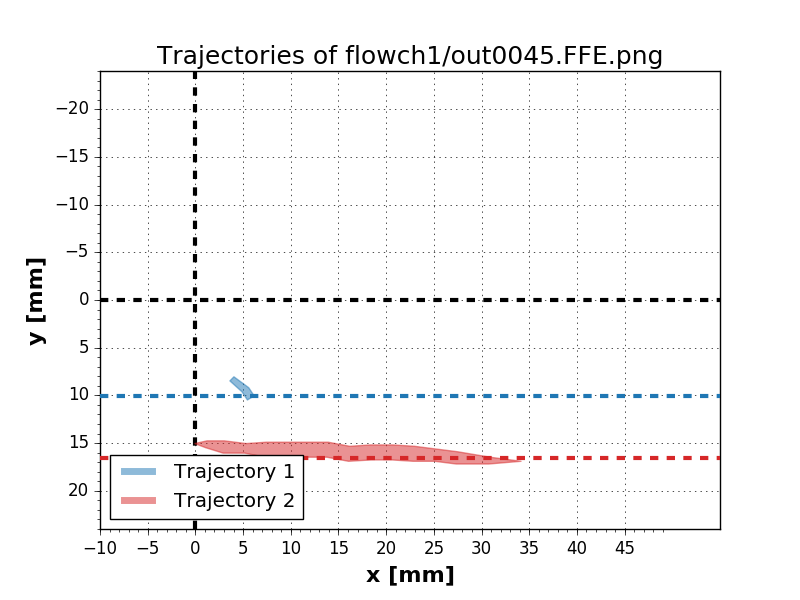 Trajectories of flowch1/out0045.FFE.png
−20
−15
−10
−5
0
5
10
15
20
y [mm]
Trajectory 1
Trajectory 2
−10 −5 0 5 10 15 20 25 30 35 40 45
x [mm]